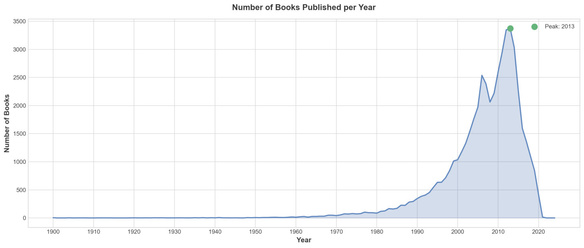 Number of Books Published per Year
3500
3000
2500
2000
1500
1000
500
0
Number of Books
Peak: 2013
1900 1910 1920 1930 1940 1950 1960 1970 1980 1990 2000 2010 2020
Year